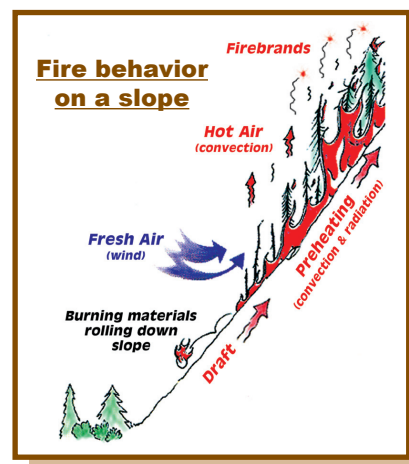 Fire behavior
on a slope
Firebrands
Hot Air
(convection)
Fresh Air
(wind)
Preheating
(convection & radiation)
Burning materials
rolling down
slope
Draft